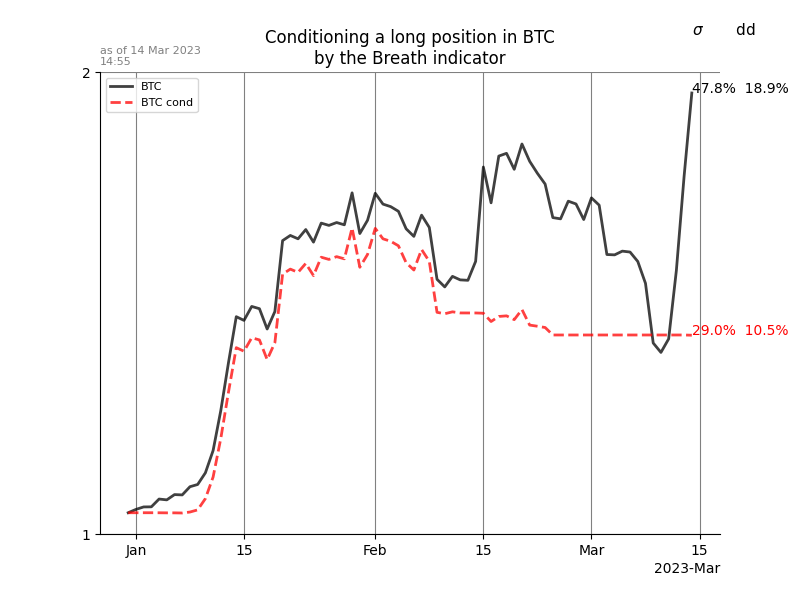 σ dd
Conditioning a long position in BTC
by the Breath indicator
as of 14 Mar 2023
14:55
2
BTC
BTC cond
47.8% 18.9%
29.0% 10.5%
1
Jan 15 Feb 15 Mar 15
2023-Mar